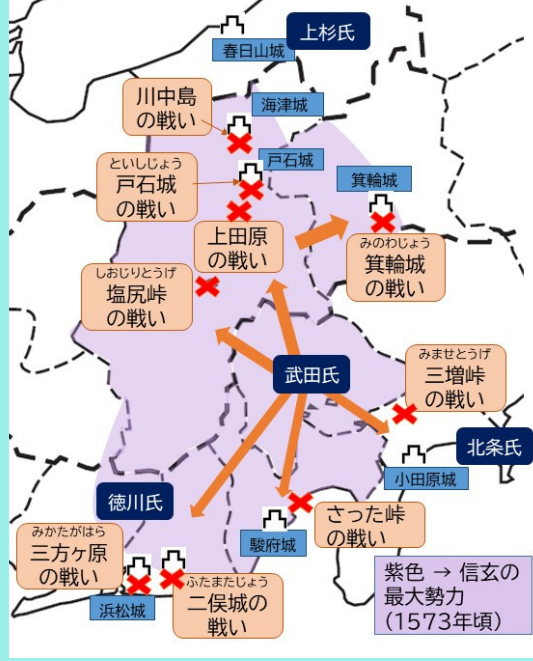 上杉氏
春日山城
川中島
の戦い
海津城
といしじょう
戸石城
の戦い
戸石城
箕輪城
上田原
の戦い
みのわじょう
箕輪城
の戦い
しおじりとうげ
塩尻峠
の戦い
武田氏
みませとうげ
三増峠
の戦い
北条氏
小田原城
徳川氏
さった峠
の戦い
駿府城
みかたがはら
三方ヶ原
の戦い
浜松城
ふたまたじょう
二俣城の
戦い
紫色 → 信玄の
最大勢力
(1573年頃)